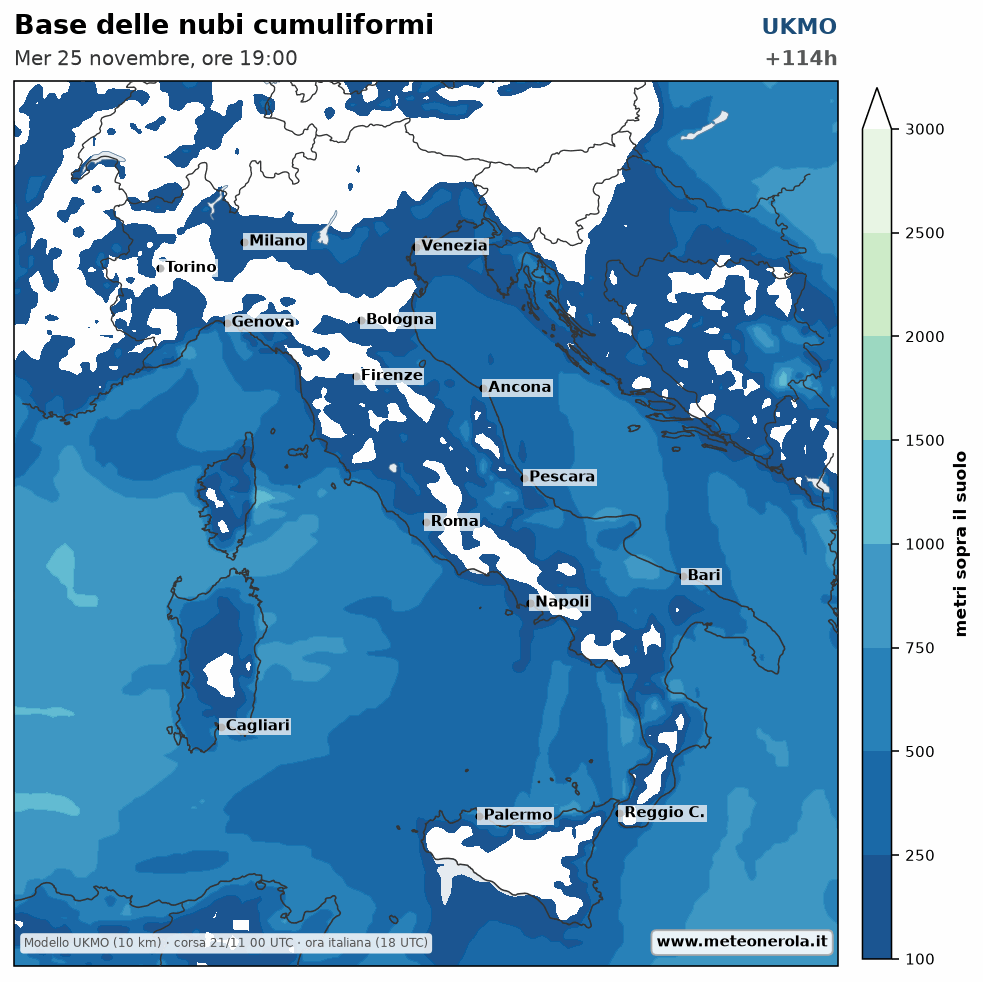 Base delle nubi cumuliformi
UKMO
Mer 25 novembre, ore 19:00
+114h
3000
2500
2000
1500
1000
750
500
250
100
metri sopra il suolo
Milano
Venezia
Torino
Genova
Bologna
Firenze
Ancona
Pescara
Roma
Bari
Napoli
Cagliari
Palermo
Reggio C.
Modello UKMO (10 km) · corsa 21/11 00 UTC · ora italiana (18 UTC)
www.meteonerola.it